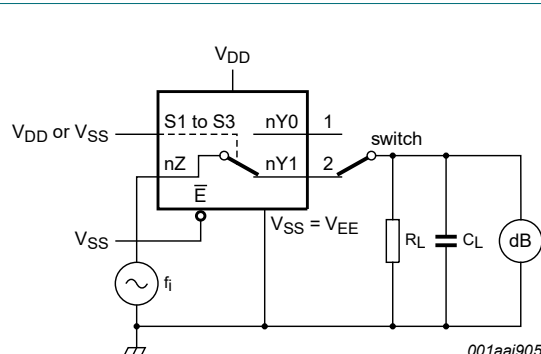 VDD
S1 to S3
nY0
1
VDD or VSS
switch
nZ
nY1
2
E
VSS = VEE
VSS
RL
CL
dB
fi
001aaj905